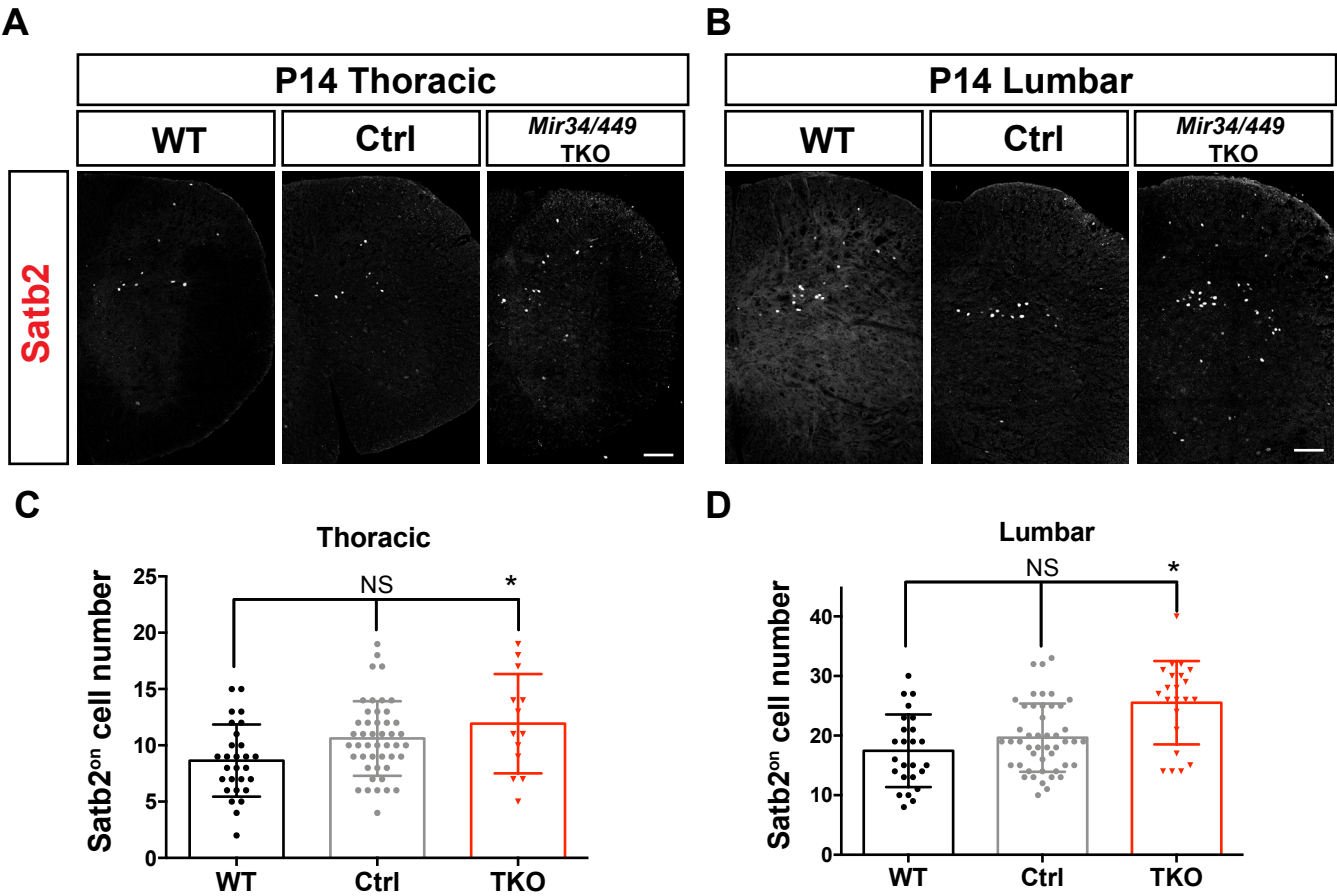 A
B
P14 Thoracic
P14 Lumbar
WT
Ctrl
Mir34/449
TKO
WT
Ctrl
Mir34/449
TKO
Satb2
C
D
Thoracic
Lumbar
NS
*
NS
*
Satb2on cell number
25
20
15
10
5
0
WT
Ctrl
TKO
Satb2on cell number
40
30
20
10
0
WT
Ctrl
TKO